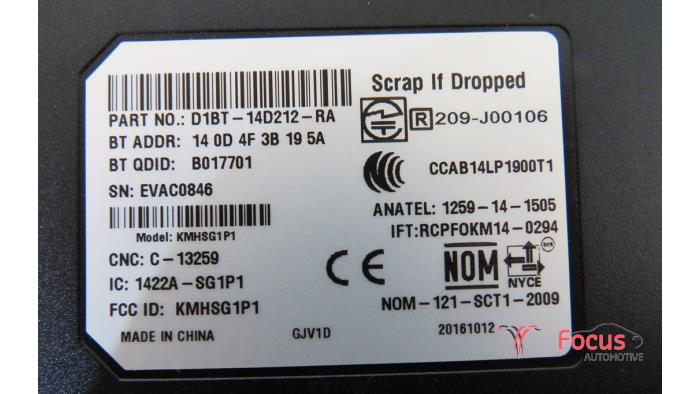 Scrap If Dropped
PART NO.: D1BT-14D212-RA
R 209-J00106
BT ADDR: 14 0D 4F 3B 19 5A
BT QDID: B017701
CCAB14LP1900T1
SN: EVAC0846
ANATEL: 1259-14-1505
IFT:RCPFOKM14-0294
Model: KMHSG1P1
CNC: C-13259
CE
NOM
MR
NYCE
IC: 1422A-SG1P1
FCC ID: KMHSG1P1
NOM-121-SCT1-2009
MADE IN CHINA
GJV1D
20161012
Focus
AUTOMOTIVE